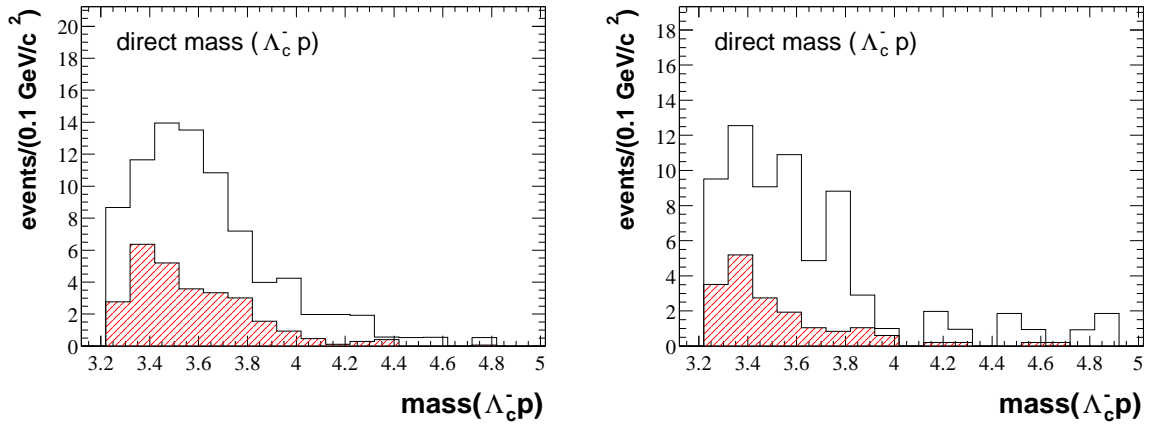 direct mass ( Λc⁻ p)
events/(0.1 GeV/c ²)
20
18
16
14
12
10
8
6
4
2
0
3.2 3.4 3.6 3.8 4 4.2 4.4 4.6 4.8 5
mass(Λc⁻p)
direct mass ( Λc⁻ p)
events/(0.1 GeV/c ²)
18
16
14
12
10
8
6
4
2
0
3.2 3.4 3.6 3.8 4 4.2 4.4 4.6 4.8 5
mass(Λc⁻p)